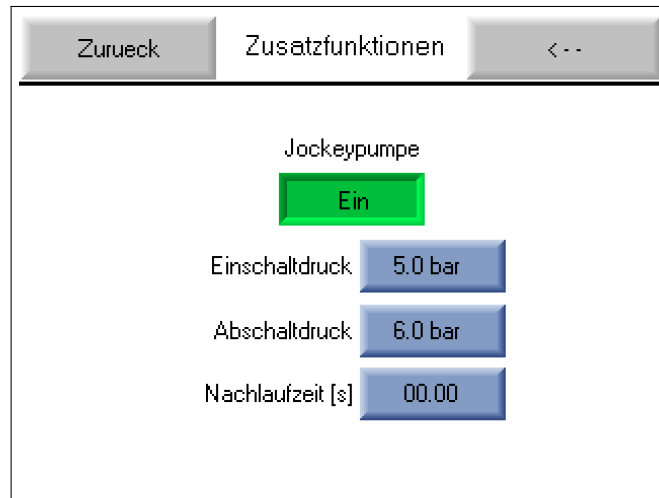 Zurueck Zusatzfunktionen <--
Jockeypumpe
Ein
Einschaltdruck 5.0 bar
Abschaltdruck 6.0 bar
Nachlaufzeit [s] 00.00